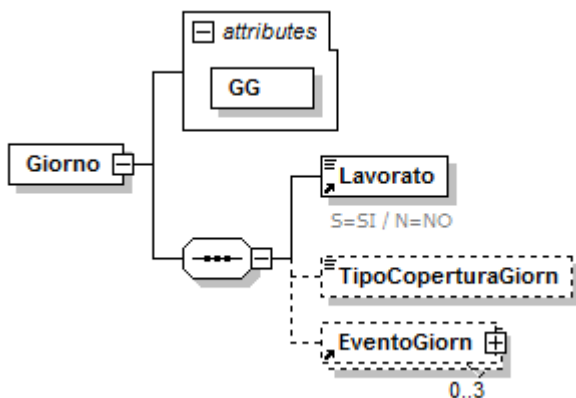 attributes
GG
Giorno
Lavorato
S=SI / N=NO
TipoCoperturaGiorn
EventoGiorn
0..3